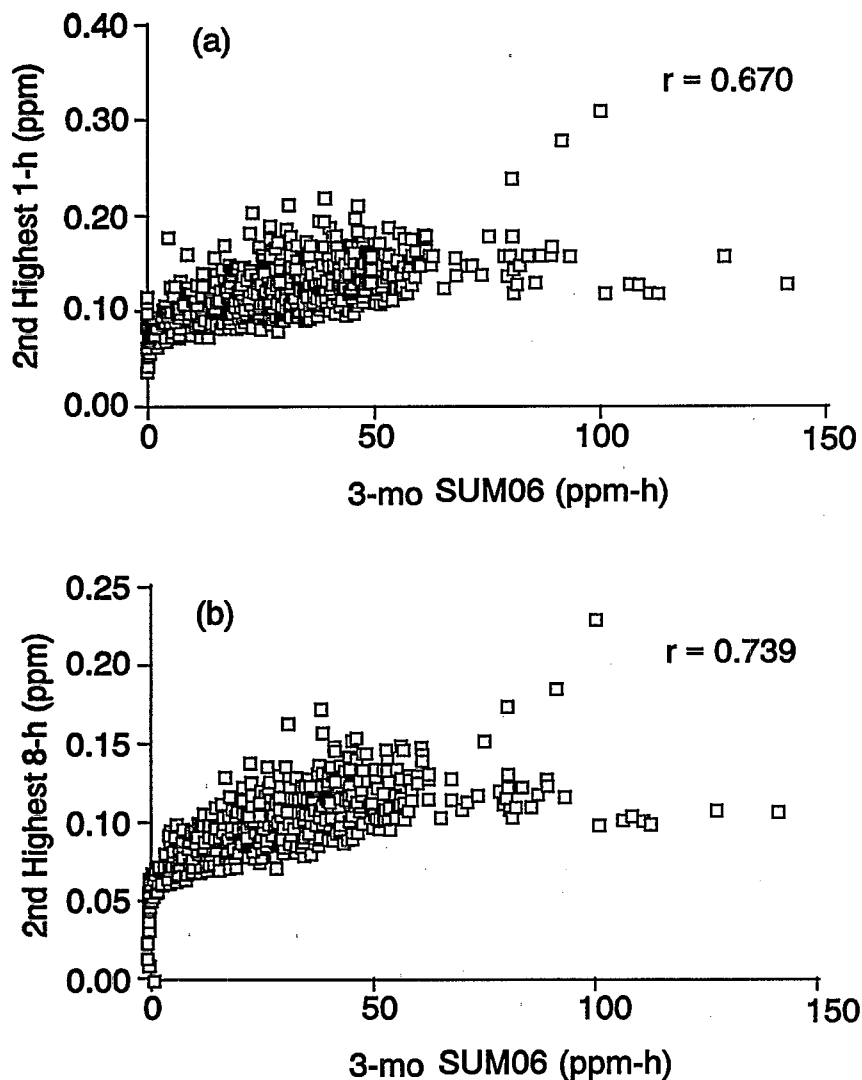 (a)
r = 0.670
2nd Highest 1-h (ppm)
0.40
0.30
0.20
0.10
0.00
0
50
100
150
3-mo SUM06 (ppm-h)
(b)
r = 0.739
2nd Highest 8-h (ppm)
0.25
0.20
0.15
0.10
0.05
0.00
0
50
100
150
3-mo SUM06 (ppm-h)